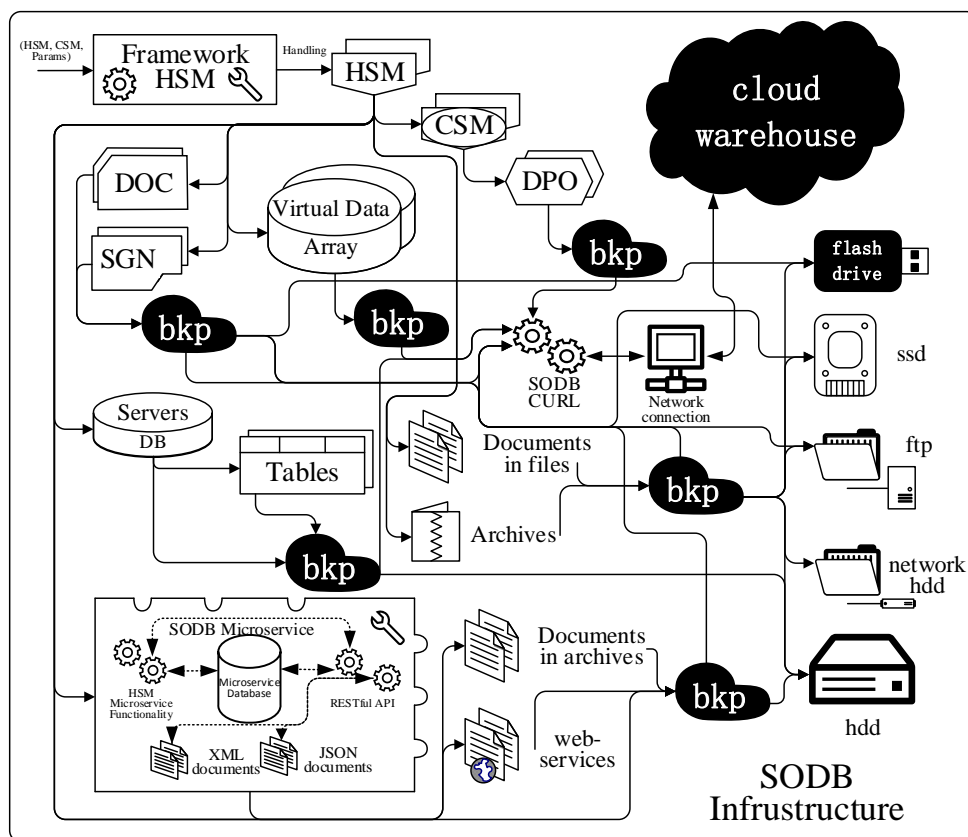 (HSM, CSM,
Params)
Framework
HSM
Handling
HSM
CSM
DPO
cloud
warehouse
DOC
SGN
Virtual Data
Array
bkp
flash
drive
bkp
bkp
SODB
CURL
Network
connection
ssd
Servers
DB
Tables
Documents
in files
ftp
bkp
Archives
bkp
network
hdd
SODB Microservice
Microservice
Database
HSM
Microservice
Functionality
RESTful API
XML
documents
JSON
documents
Documents
in archives
bkp
web-
services
hdd
SODB
Infrustructure